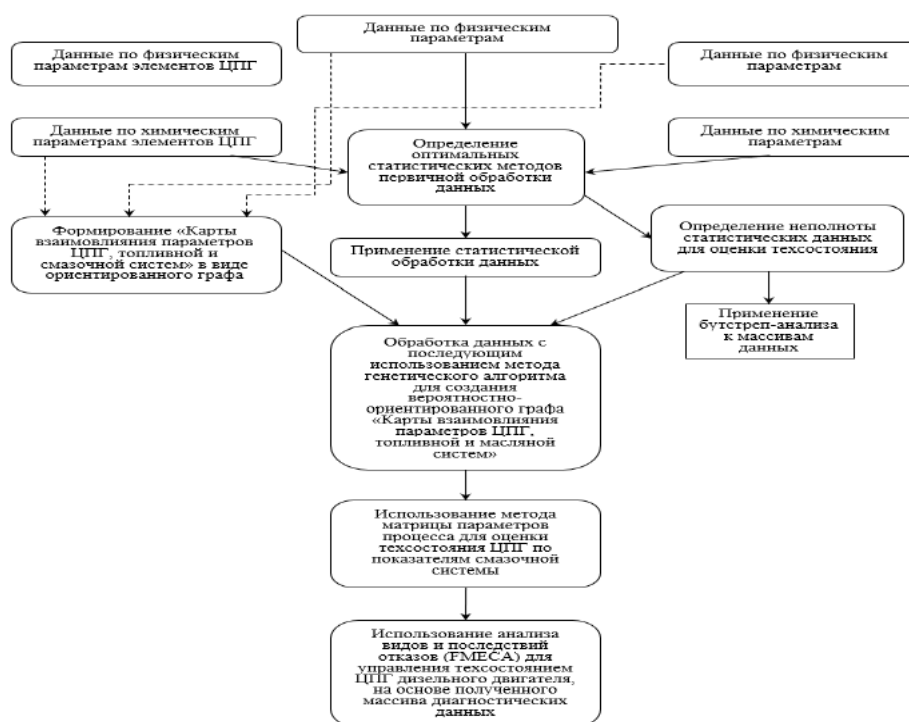 Данные по физическим
параметрам элементов ЦПГ
Данные по физическим
параметрам
Данные по физическим
параметрам
Данные по химическим
параметрам элементов ЦПГ
Определение
оптимальных
статистических методов
первичной обработки
данных
Данные по химическим
параметрам
Формирование «Карты
взаимовлияния параметров
ЦПГ, топливной и
смазочной систем» в виде
ориентированного графа
Применение статистической
обработки данных
Определение неполноты
статистических данных
для оценки техсостояния
Применение
бутстреп-анализа
к массивам
данных
Обработка данных с
последующим
использованием метода
генетического алгоритма
для создания
вероятностно-
ориентированного графа
«Карты взаимовлияния
параметров ЦПГ,
топливной и масляной
систем»
Использование метода
матрицы параметров
процесса для оценки
техсостояния ЦПГ по
показателям смазочной
системы
Использование анализа
видов и последствий
отказов (FMECA) для
управления техсостоянием
ЦПГ дизельного двигателя,
на основе полученного
массива диагностических
данных